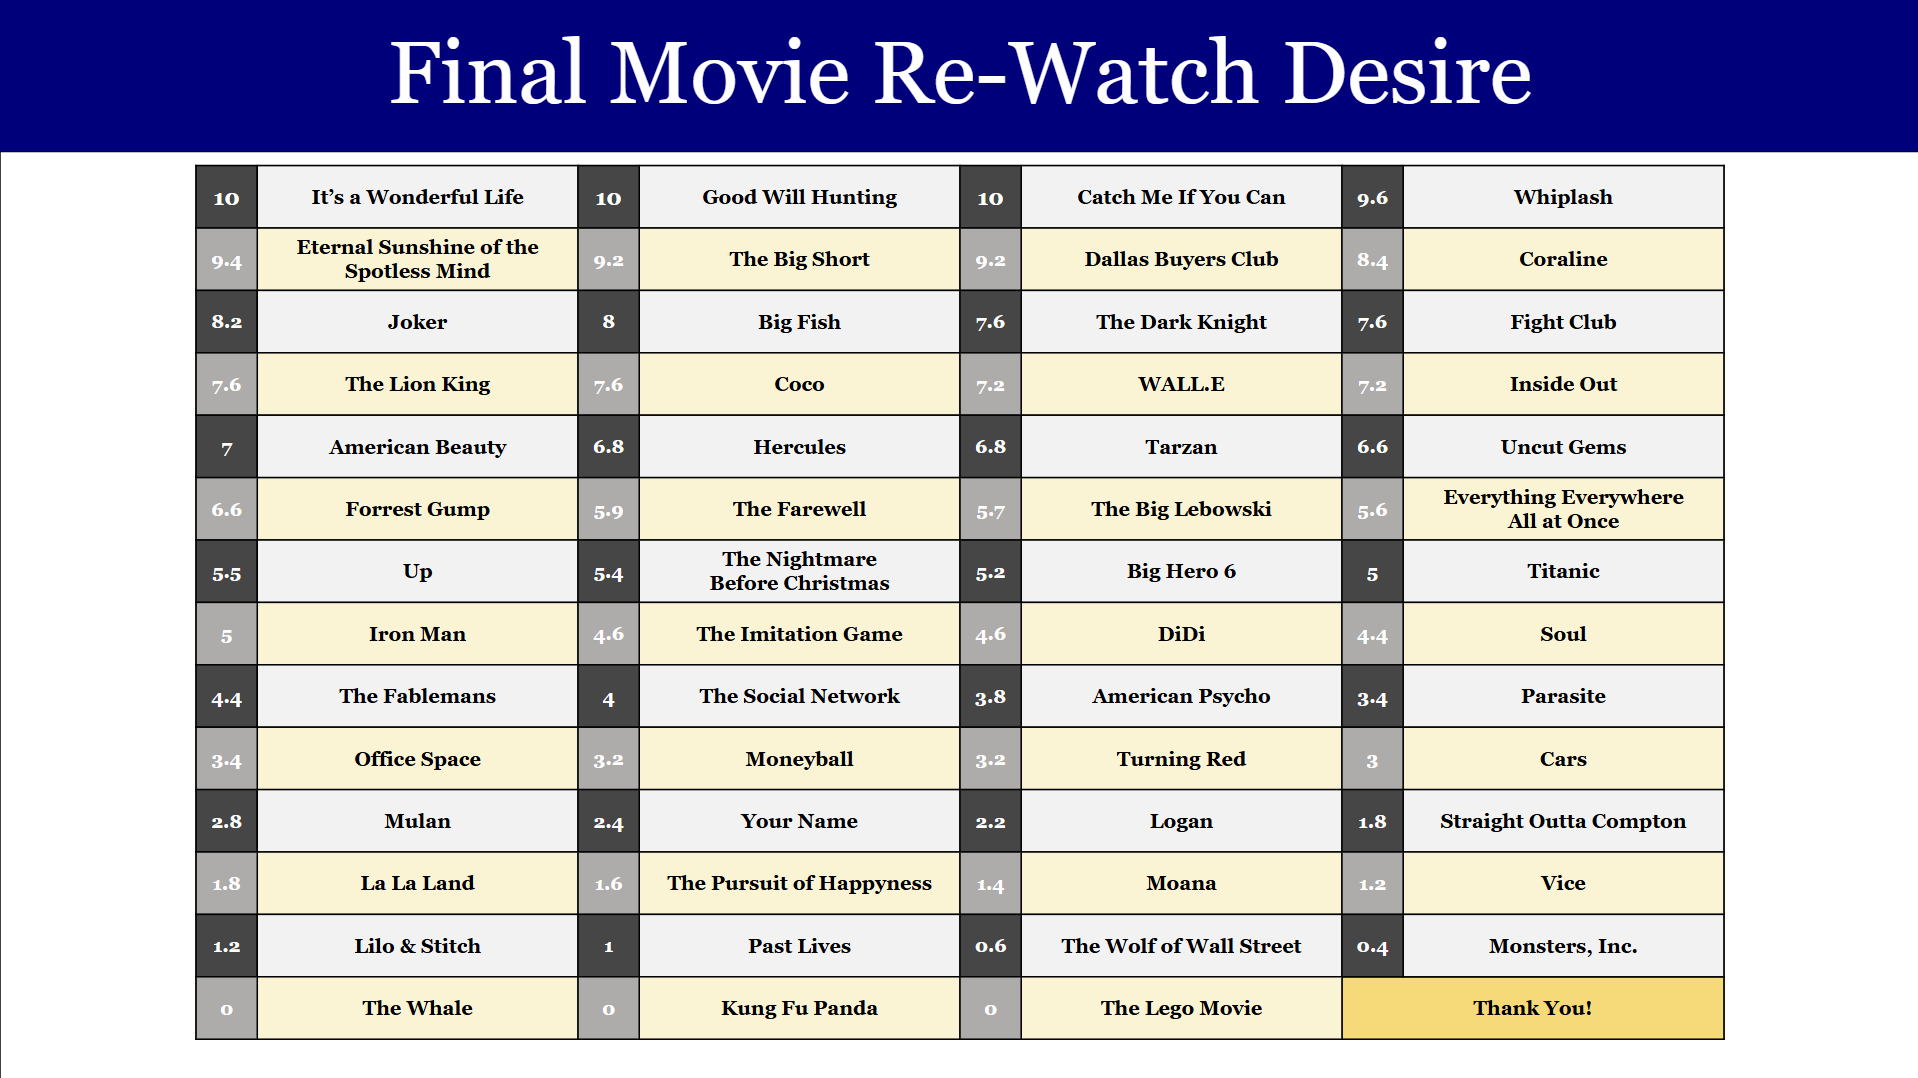 Final Movie Re-Watch Desire
10 It’s a Wonderful Life 10 Good Will Hunting 10 Catch Me If You Can 9.6 Whiplash
9.4 Eternal Sunshine of the Spotless Mind 9.2 The Big Short 9.2 Dallas Buyers Club 8.4 Coraline
8.2 Joker 8 Big Fish 7.6 The Dark Knight 7.6 Fight Club
7.6 The Lion King 7.6 Coco 7.2 WALL.E 7.2 Inside Out
7 American Beauty 6.8 Hercules 6.8 Tarzan 6.6 Uncut Gems
6.6 Forrest Gump 5.9 The Farewell 5.7 The Big Lebowski 5.6 Everything Everywhere All at Once
5.5 Up 5.4 The Nightmare Before Christmas 5.2 Big Hero 6 5 Titanic
5 Iron Man 4.6 The Imitation Game 4.6 DiDi 4.4 Soul
4.4 The Fablemans 4 The Social Network 3.8 American Psycho 3.4 Parasite
3.4 Office Space 3.2 Moneyball 3.2 Turning Red 3 Cars
2.8 Mulan 2.4 Your Name 2.2 Logan 1.8 Straight Outta Compton
1.8 La La Land 1.6 The Pursuit of Happyness 1.4 Moana 1.2 Vice
1.2 Lilo & Stitch 1 Past Lives 0.6 The Wolf of Wall Street 0.4 Monsters, Inc.
0 The Whale 0 Kung Fu Panda 0 The Lego Movie Thank You!